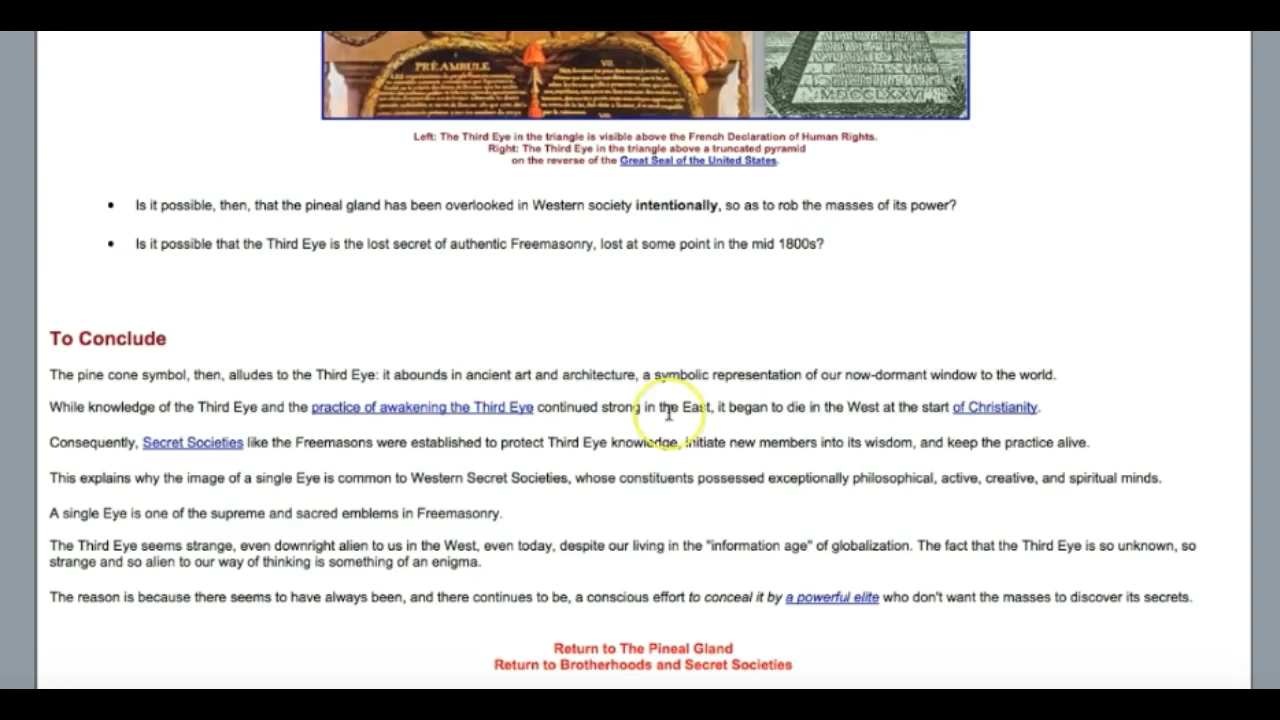 PRÉAMBULE
VII.
MDCCLXXVI
Left: The Third Eye in the triangle is visible above the French Declaration of Human Rights.
Right: The Third Eye in the triangle above a truncated pyramid
on the reverse of the Great Seal of the United States.
• Is it possible, then, that the pineal gland has been overlooked in Western society intentionally, so as to rob the masses of its power?
• Is it possible that the Third Eye is the lost secret of authentic Freemasonry, lost at some point in the mid 1800s?
To Conclude
The pine cone symbol, then, alludes to the Third Eye: it abounds in ancient art and architecture, a symbolic representation of our now-dormant window to the world.
While knowledge of the Third Eye and the practice of awakening the Third Eye continued strong in the East, it began to die in the West at the start of Christianity.
Consequently, Secret Societies like the Freemasons were established to protect Third Eye knowledge, initiate new members into its wisdom, and keep the practice alive.
This explains why the image of a single Eye is common to Western Secret Societies, whose constituents possessed exceptionally philosophical, active, creative, and spiritual minds.
A single Eye is one of the supreme and sacred emblems in Freemasonry.
The Third Eye seems strange, even downright alien to us in the West, even today, despite our living in the "information age" of globalization. The fact that the Third Eye is so unknown, so
strange and so alien to our way of thinking is something of an enigma.
The reason is because there seems to have always been, and there continues to be, a conscious effort to conceal it by a powerful elite who don't want the masses to discover its secrets.
Return to The Pineal Gland
Return to Brotherhoods and Secret Societies